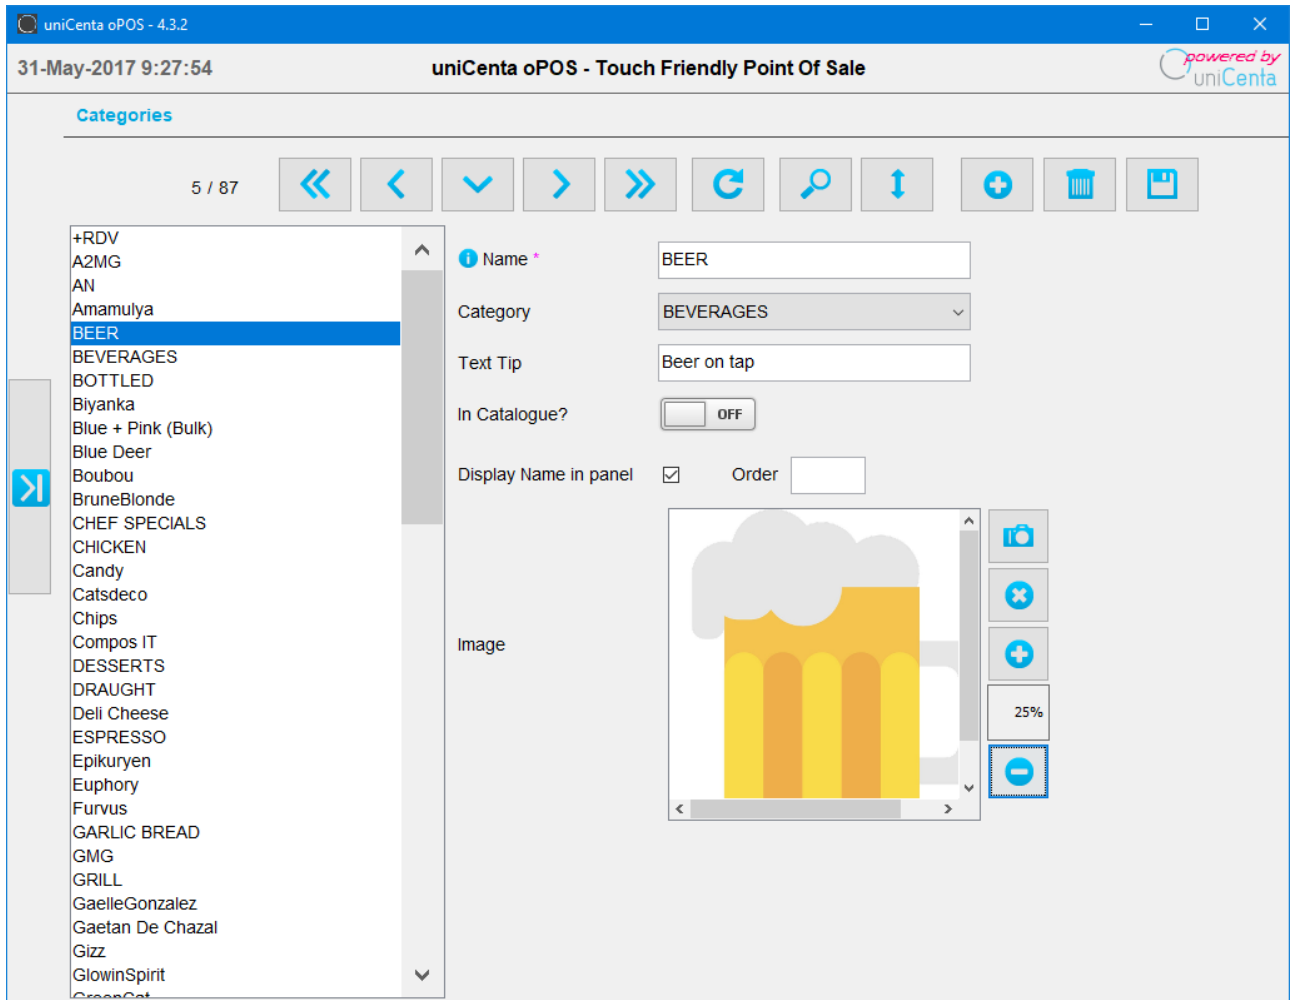 uniCenta oPOS - 4.3.2
31-May-2017 9:27:54
uniCenta oPOS - Touch Friendly Point Of Sale
powered by
uniCenta
Categories
5 / 87
+RDV
A2MG
AN
Amamulya
BEER
BEVERAGES
BOTTLED
Biyanka
Blue + Pink (Bulk)
Blue Deer
Boubou
BruneBlonde
CHEF SPECIALS
CHICKEN
Candy
Catsdeco
Chips
Compos IT
DESSERTS
DRAUGHT
Deli Cheese
ESPRESSO
Epikuryen
Euphory
Furvus
GARLIC BREAD
GMG
GRILL
GaelleGonzalez
Gaetan De Chazal
Gizz
GlowinSpirit
Name * BEER
Category BEVERAGES
Text Tip Beer on tap
In Catalogue? OFF
Display Name in panel Order
Image
25%